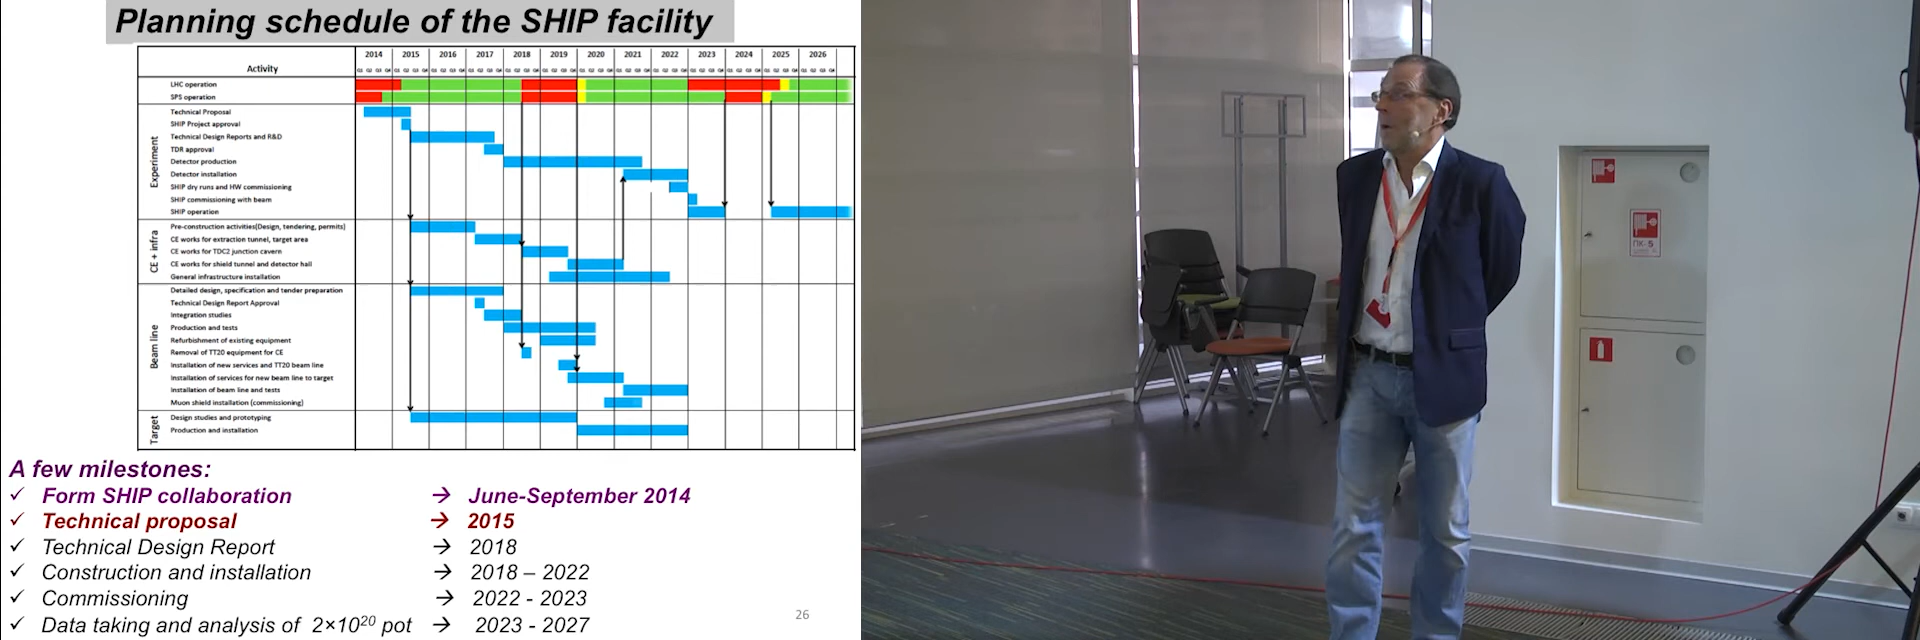 Planning schedule of the SHIP facility
Activity
2014 2015 2016 2017 2018 2019 2020 2021 2022 2023 2024 2025 2026
LHC operation
SPS operation
Experiment
Technical Proposal
SHIP Project approval
Technical Design Reports and R&D
TDR approval
Detector production
Detector installation
SHIP dry runs and HW commissioning
SHIP commissioning with beam
SHIP operation
CE + infra
Pre-construction activities(Design, tendering, permits)
CE works for extraction tunnel, target area
CE works for TDC2 junction cavern
CE works for shield tunnel and detector hall
General infrastructure installation
Beam line
Detailed design, specification and tender preparation
Technical Design Report Approval
Integration studies
Production and tests
Refurbishment of existing equipment
Removal of TT20 equipment for CE
Installation of new services and TT20 beam line
Installation of services for new beam line to target
Installation of beam line and tests
Muon shield installation (commissioning)
Target
Design studies and prototyping
Production and installation
A few milestones:
✓ Form SHIP collaboration → June-September 2014
✓ Technical proposal → 2015
✓ Technical Design Report → 2018
✓ Construction and installation → 2018 – 2022
✓ Commissioning → 2022 - 2023
✓ Data taking and analysis of 2×10²⁰ pot → 2023 - 2027
26
ПК-5